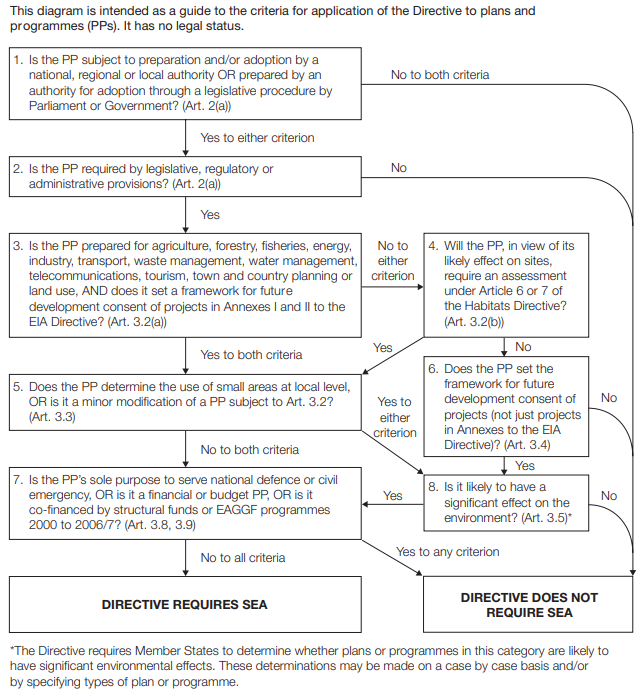 This diagram is intended as a guide to the criteria for application of the Directive to plans and
programmes (PPs). It has no legal status.
1. Is the PP subject to preparation and/or adoption by a
national, regional or local authority OR prepared by an
authority for adoption through a legislative procedure by
Parliament or Government? (Art. 2(a))
No to both criteria
Yes to either criterion
2. Is the PP required by legislative, regulatory or
administrative provisions? (Art. 2(a))
No
Yes
3. Is the PP prepared for agriculture, forestry, fisheries, energy,
industry, transport, waste management, water management,
telecommunications, tourism, town and country planning or
land use, AND does it set a framework for future
development consent of projects in Annexes I and II to the
EIA Directive? (Art. 3.2(a))
No to
either
criterion
4. Will the PP, in view of its
likely effect on sites,
require an assessment
under Article 6 or 7 of
the Habitats Directive?
(Art. 3.2(b))
Yes to both criteria
Yes
No
5. Does the PP determine the use of small areas at local level,
OR is it a minor modification of a PP subject to Art. 3.2?
(Art. 3.3)
Yes to
either
criterion
6. Does the PP set the
framework for future
development consent of
projects (not just projects
in Annexes to the EIA
Directive)? (Art. 3.4)
No
No to both criteria
Yes
7. Is the PP's sole purpose to serve national defence or civil
emergency, OR is it a financial or budget PP, OR is it
co-financed by structural funds or EAGGF programmes
2000 to 2006/7? (Art. 3.8, 3.9)
Yes
8. Is it likely to have a
significant effect on the
environment? (Art. 3.5)*
No
No to all criteria
Yes to any criterion
DIRECTIVE REQUIRES SEA
DIRECTIVE DOES NOT
REQUIRE SEA
*The Directive requires Member States to determine whether plans or programmes in this category are likely to
have significant environmental effects. These determinations may be made on a case by case basis and/or
by specifying types of plan or programme.